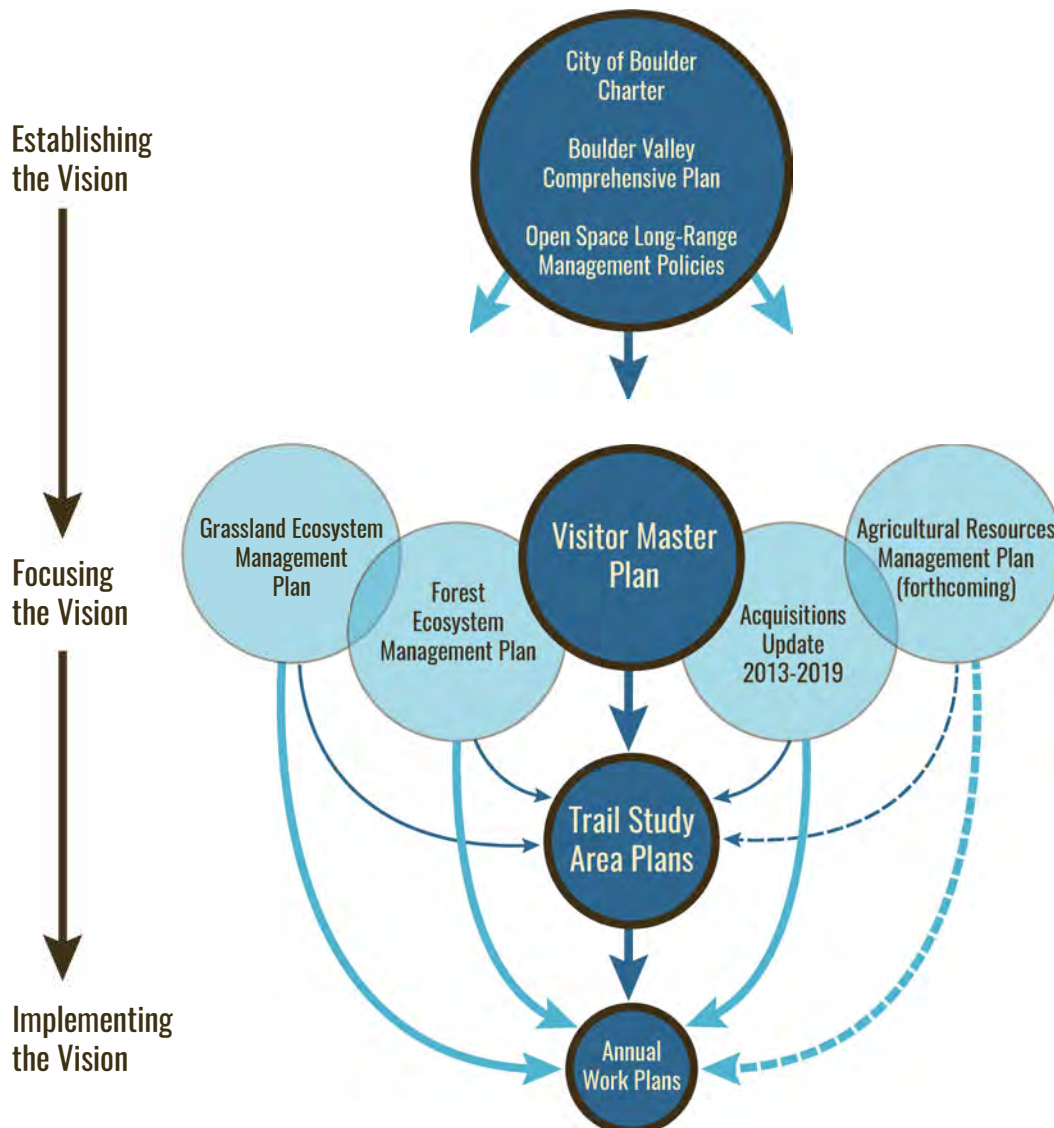 City of Boulder
Charter
Boulder Valley
Comprehensive Plan
Open Space Long-Range
Management Policies
Establishing
the Vision
Grassland Ecosystem
Management
Plan
Forest
Ecosystem
Management Plan
Visitor Master
Plan
Acquisitions
Update
2013-2019
Agricultural Resources
Management Plan
(forthcoming)
Focusing
the Vision
Trail Study
Area Plans
Implementing
the Vision
Annual
Work Plans